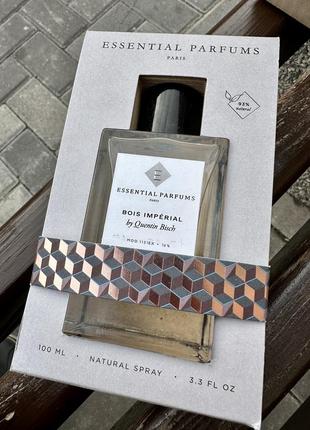 ESSENTIAL PARFUMS
PARIS
93%
natural
E
ESSENTIAL PARFUMS
PARIS
BOIS IMPÉRIAL
by Quentin Bisch
100 ML · NATURAL SPRAY · 3.3 FL OZ